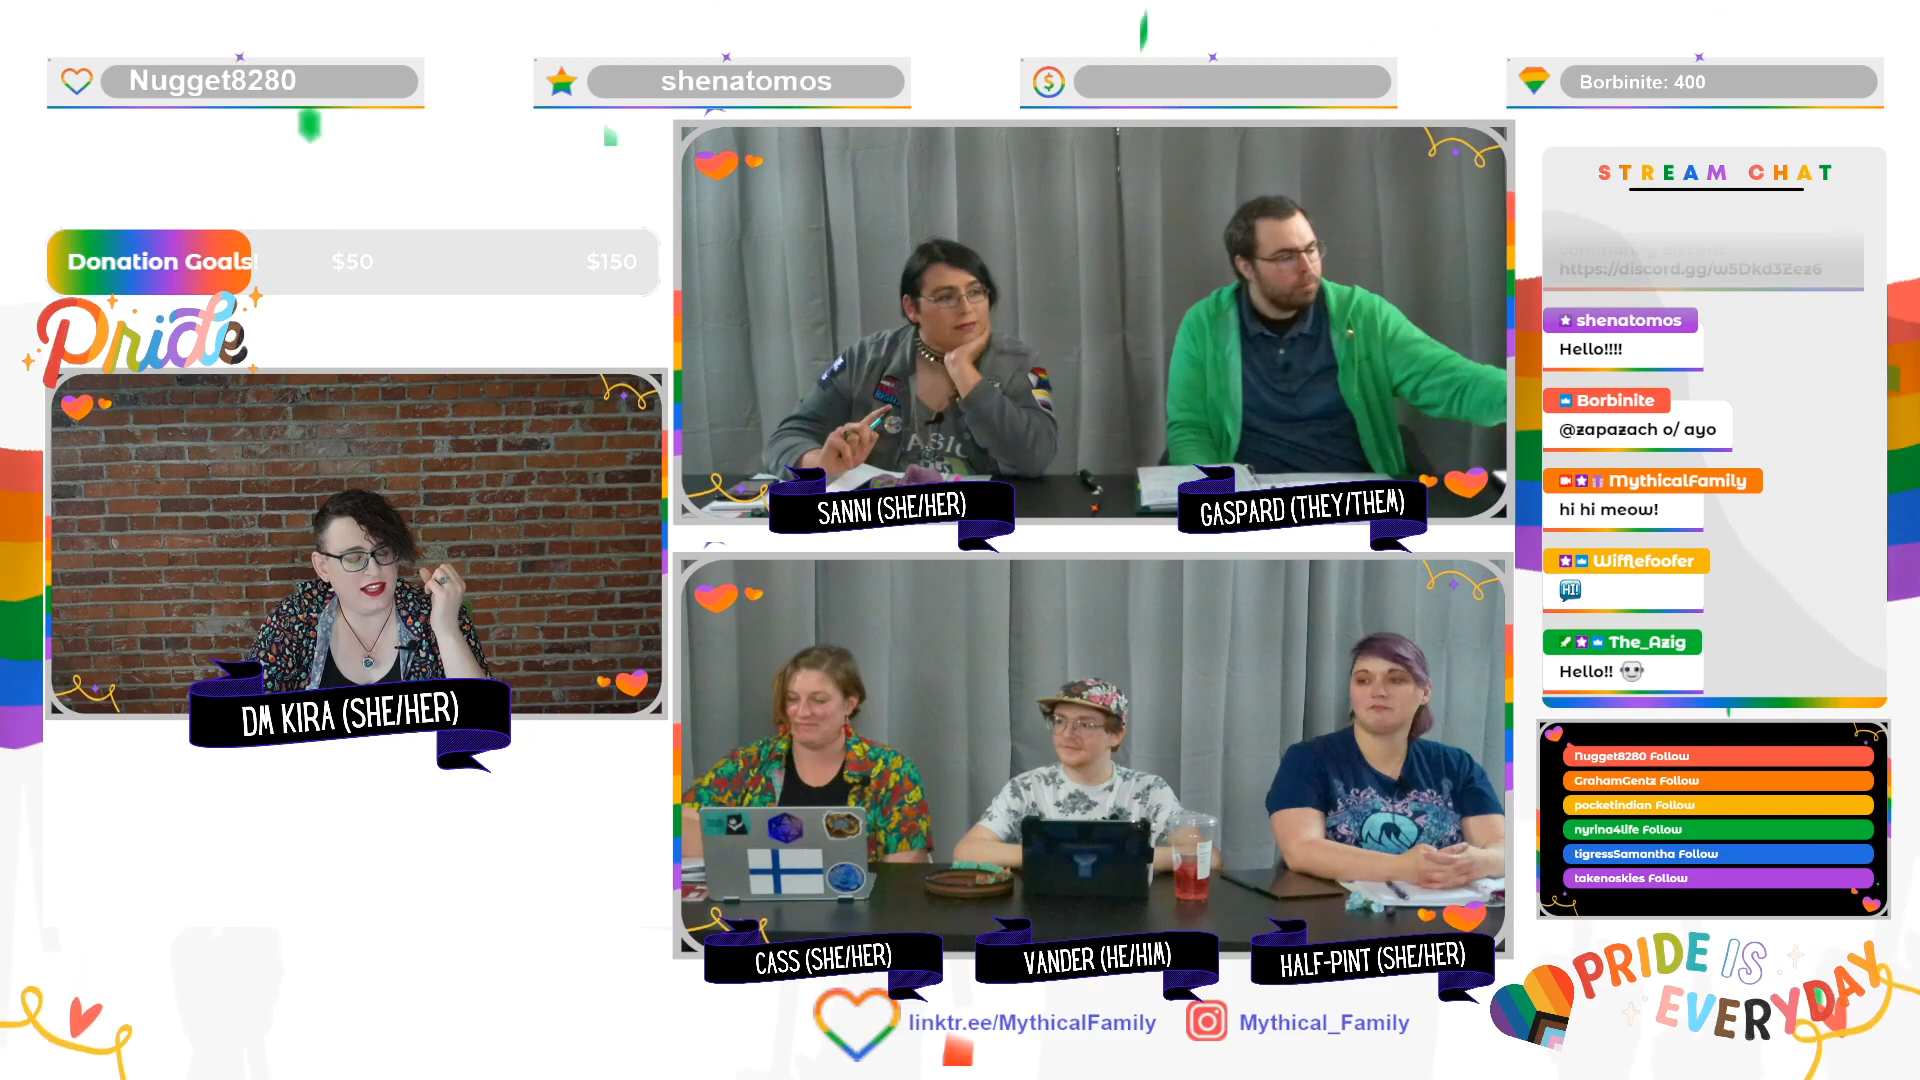 Nugget8280
shenatomos
Borbinite: 400
Donation Goals!
$50
$150
Pride
DM KIRA (SHE/HER)
SANNI (SHE/HER)
GASPARD (THEY/THEM)
CASS (SHE/HER)
VANDER (HE/HIM)
HALF-PINT (SHE/HER)
linktr.ee/MythicalFamily
Mythical_Family
STREAM CHAT
community discord:
https://discord.gg/w5Dkd3Zez6
shenatomos
Hello!!!!
Borbinite
@zapazach o/ ayo
MythicalFamily
hi hi meow!
Wifflefoofer
HI!
The_Azig
Hello!!
Nugget8280 Follow
GrahamGentz Follow
pocketindian Follow
nyrina4life Follow
tigressSamantha Follow
takenoskies Follow
PRIDE IS
EVERYDAY